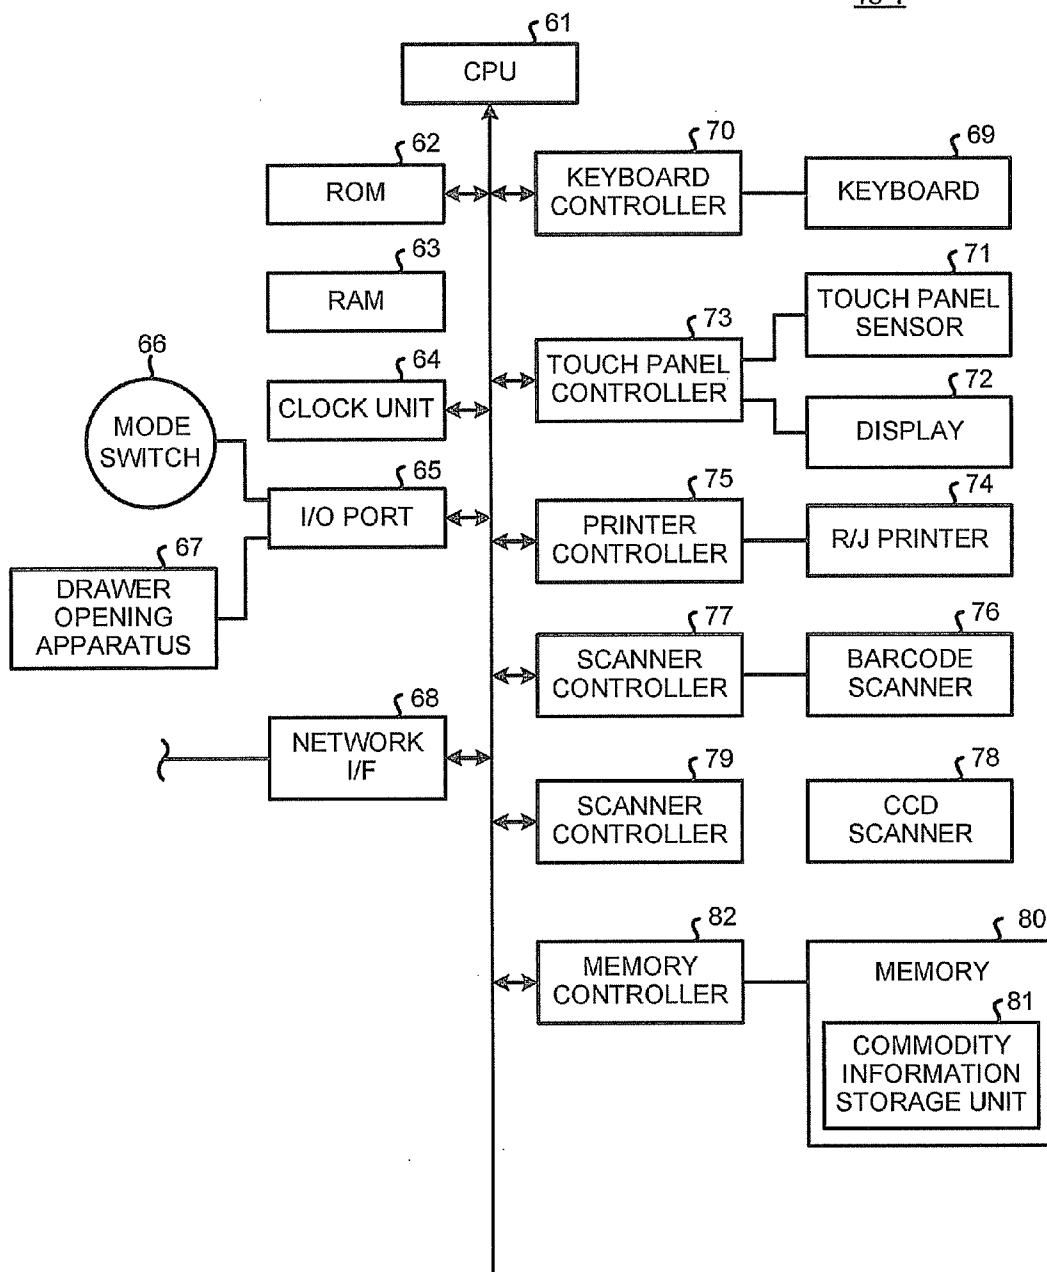 61
CPU
62
ROM
70
KEYBOARD
CONTROLLER
69
KEYBOARD
63
RAM
71
TOUCH PANEL
SENSOR
66
MODE
SWITCH
64
CLOCK UNIT
73
TOUCH PANEL
CONTROLLER
72
DISPLAY
65
I/O PORT
75
PRINTER
CONTROLLER
74
R/J PRINTER
67
DRAWER
OPENING
APPARATUS
77
SCANNER
CONTROLLER
76
BARCODE
SCANNER
68
NETWORK
I/F
79
SCANNER
CONTROLLER
78
CCD
SCANNER
82
MEMORY
CONTROLLER
80
MEMORY
81
COMMODITY
INFORMATION
STORAGE UNIT